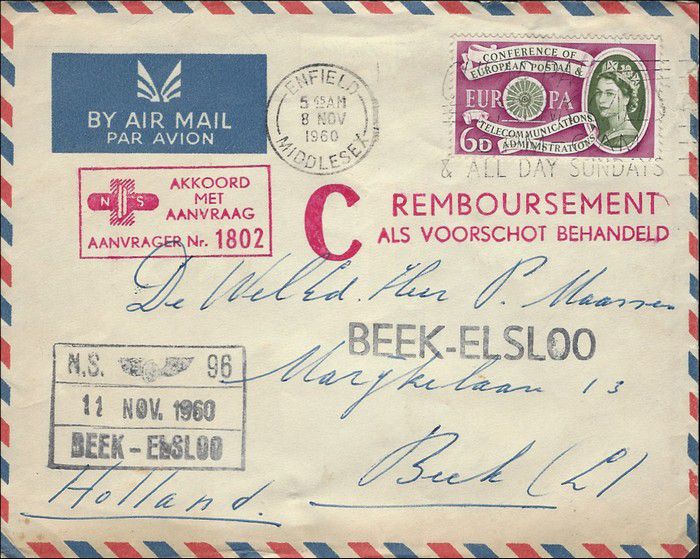 BY AIR MAIL
PAR AVION
ENFIELD
5 15 AM
8 NOV
1960
MIDDLESEX
CONFERENCE OF
EUROPEAN POSTAL &
EUROPA
TELECOMMUNICATIONS
ADMINISTRATIONS
6D
& ALL DAY SUNDAYS
N S
AKKOORD
MET
AANVRAAG
AANVRAGER Nr. 1802
C REMBOURSEMENT
ALS VOORSCHOT BEHANDELD
De Weled. Heer P. Maassen
BEEK-ELSLOO
Marijkelaan 13
Beek (L)
Holland.
N.S. 96
11 NOV. 1960
BEEK-ELSLOO